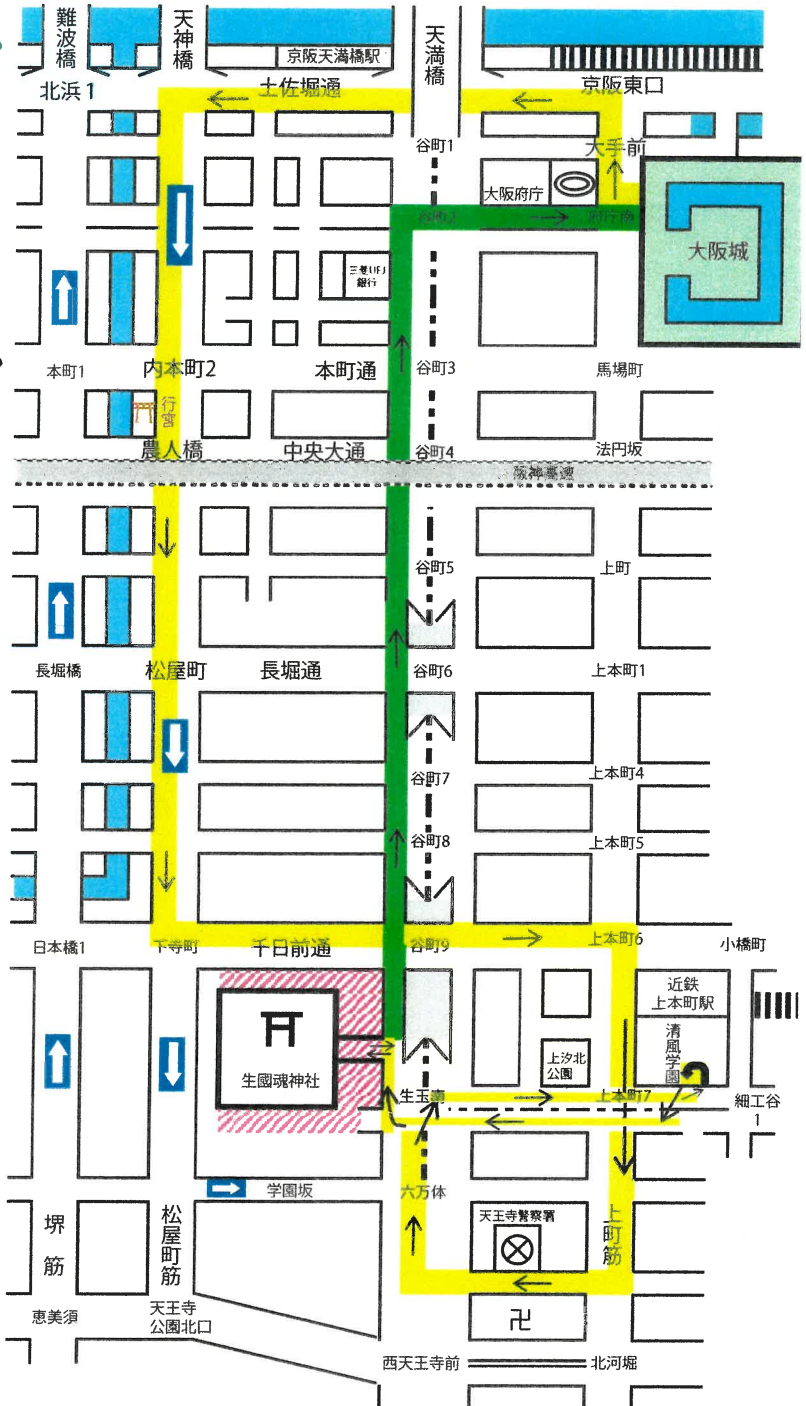 難波橋
天神橋
京阪天満橋駅
天満橋
北浜1
土佐堀通
京阪東口
谷町1
大手前
大阪府庁
谷町2
府庁南
大阪城
三菱UFJ
銀行
本町1
内本町2
本町通
谷町3
馬場町
行宮
農人橋
中央大通
谷町4
法円坂
阪神高速
谷町5
上町
長堀橋
松屋町
長堀通
谷町6
上本町1
谷町7
上本町4
谷町8
上本町5
日本橋1
下寺町
千日前通
谷町9
上本町6
小橋町
近鉄
上本町駅
清風学園
生國魂神社
上汐北
公園
生玉南
上本町7
細工谷
1
学園坂
六万体
堺筋
松屋町筋
天王寺警察署
上町筋
卍
恵美須
天王寺
公園北口
西天王寺前
北河堀